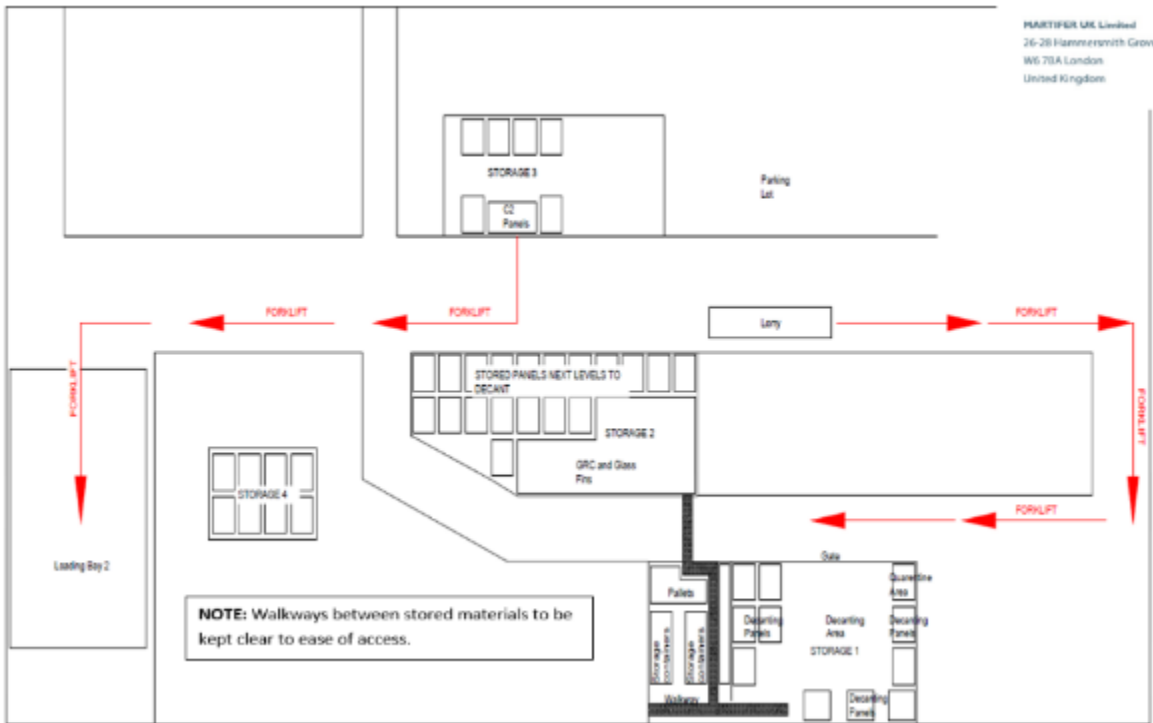 MARTIFER UK Limited
26-28 Hammersmith Grov
W6 7BA London
United Kingdom
STORAGE 3
C2
Panels
Parking
Lot
FORKLIFT
FORKLIFT
Lorry
FORKLIFT
FORKLIFT
FORKLIFT
STORED PANELS NEXT LEVELS TO
DECANT
STORAGE 2
GRC and Glass
Fins
STORAGE 4
FORKLIFT
Loading Bay 2
Gate
Pallets
Quarantine
Area
Decanting
Panels
Decanting
Area
Decanting
Panels
STORAGE 1
NOTE: Walkways between stored materials to be
kept clear to ease of access.
Storage
containers
Storage
containers
Walkway
Decanting
Panels